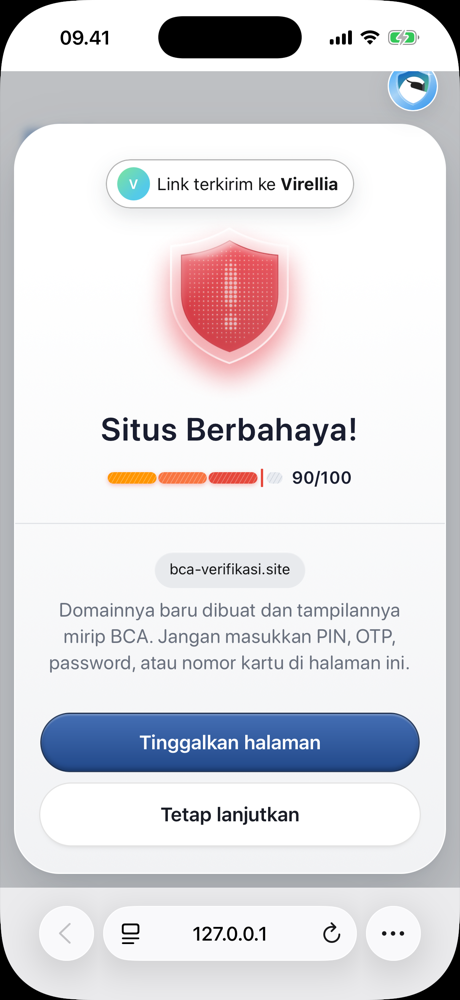 09.41
V Link terkirim ke Virellia
Situs Berbahaya!
90/100
bca-verifikasi.site
Domainnya baru dibuat dan tampilannya
mirip BCA. Jangan masukkan PIN, OTP,
password, atau nomor kartu di halaman ini.
Tinggalkan halaman
Tetap lanjutkan
127.0.0.1